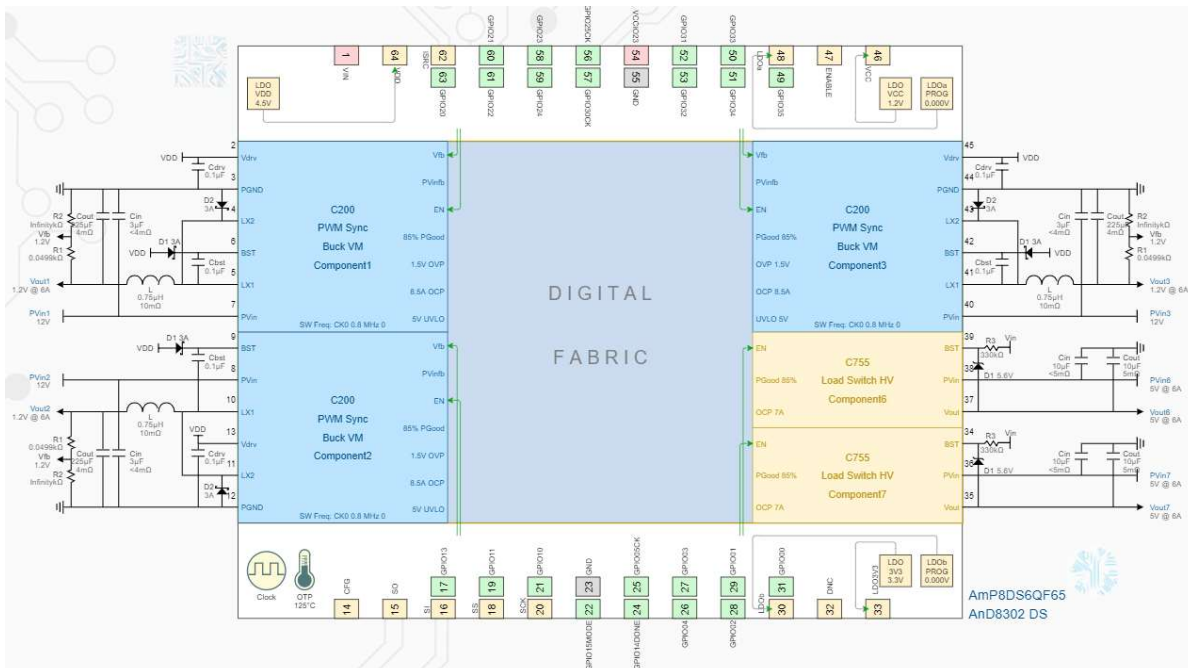 GPIO21
GPIO23
GPIO25CK
VCCIO23
GPIO31
GPIO33
ISRC
LDOa
1
64
62
60
58
56
54
52
50
48
47
46
63
61
59
57
55
53
51
49
VIN
VDD
GPIO20
GPIO22
GPIO24
GPIO30CK
GND
GPIO32
GPIO34
GPIO35
ENABLE
VCC
LDO
VDD
4.5V
LDO
VCC
1.2V
LDOa
PROG
0.000V
2
VDD
Cdrv
0.1µF
3
D2
3A
4
R2
InfinitykΩ
Vfb
1.2V
R1
0.0499kΩ
Cout
225µF
4mΩ
Cin
3µF
<4mΩ
D1 3A
VDD
6
Cbst
0.1µF
5
Vout1
1.2V @ 6A
L
0.75µH
10mΩ
7
PVin1
12V
Vdrv
PGND
LX2
BST
LX1
PVin
C200
PWM Sync
Buck VM
Component1
Vfb
PVinfb
EN
85% PGood
1.5V OVP
8.5A OCP
5V UVLO
SW Freq: CK0 0.8 MHz 0
D1 3A
VDD
9
Cbst
0.1µF
8
PVin2
12V
10
Vout2
1.2V @ 6A
L
0.75µH
10mΩ
R1
0.0499kΩ
Vfb
1.2V
R2
InfinitykΩ
Cout
225µF
4mΩ
Cin
3µF
<4mΩ
VDD
13
Cdrv
0.1µF
11
D2
3A
12
BST
PVin
LX1
Vdrv
LX2
PGND
C200
PWM Sync
Buck VM
Component2
Vfb
PVinfb
EN
85% PGood
1.5V OVP
8.5A OCP
5V UVLO
SW Freq: CK0 0.8 MHz 0
DIGITAL
FABRIC
Vfb
PVinfb
EN
PGood 85%
OVP 1.5V
OCP 8.5A
UVLO 5V
C200
PWM Sync
Buck VM
Component3
SW Freq: CK0 0.8 MHz 0
Vdrv
PGND
LX2
BST
LX1
PVin
45
VDD
Cdrv
0.1µF
44
43
D2
3A
Cin
3µF
<4mΩ
Cout
225µF
4mΩ
R2
InfinitykΩ
Vfb
1.2V
R1
0.0499kΩ
42
D1 3A
VDD
Cbst
0.1µF
41
L
0.75µH
10mΩ
Vout3
1.2V @ 6A
40
PVin3
12V
EN
PGood 85%
OCP 7A
C755
Load Switch HV
Component6
BST
PVin
Vout
39
R3
330kΩ
Vin
38
D1 5.6V
Cin
10µF
<5mΩ
Cout
10µF
5mΩ
PVin6
5V @ 6A
37
Vout6
5V @ 6A
EN
PGood 85%
OCP 7A
C755
Load Switch HV
Component7
BST
PVin
Vout
34
R3
330kΩ
Vin
36
D1 5.6V
Cin
10µF
<5mΩ
Cout
10µF
5mΩ
PVin7
5V @ 6A
35
Vout7
5V @ 6A
Clock
OTP
125°C
CFG
SO
GPIO13
GPIO11
GPIO10
GND
GPIO05CK
GPIO03
GPIO01
GPIO00
DNC
LDO3V3
17
19
21
23
25
27
29
31
14
15
16
18
20
22
24
26
28
30
32
33
SI
SS
SCK
GPIO15MODE
GPIO14DONE
GPIO04
GPIO02
LDOb
LDO
3V3
3.3V
LDOb
PROG
0.000V
AmP8DS6QF65
AnD8302 DS